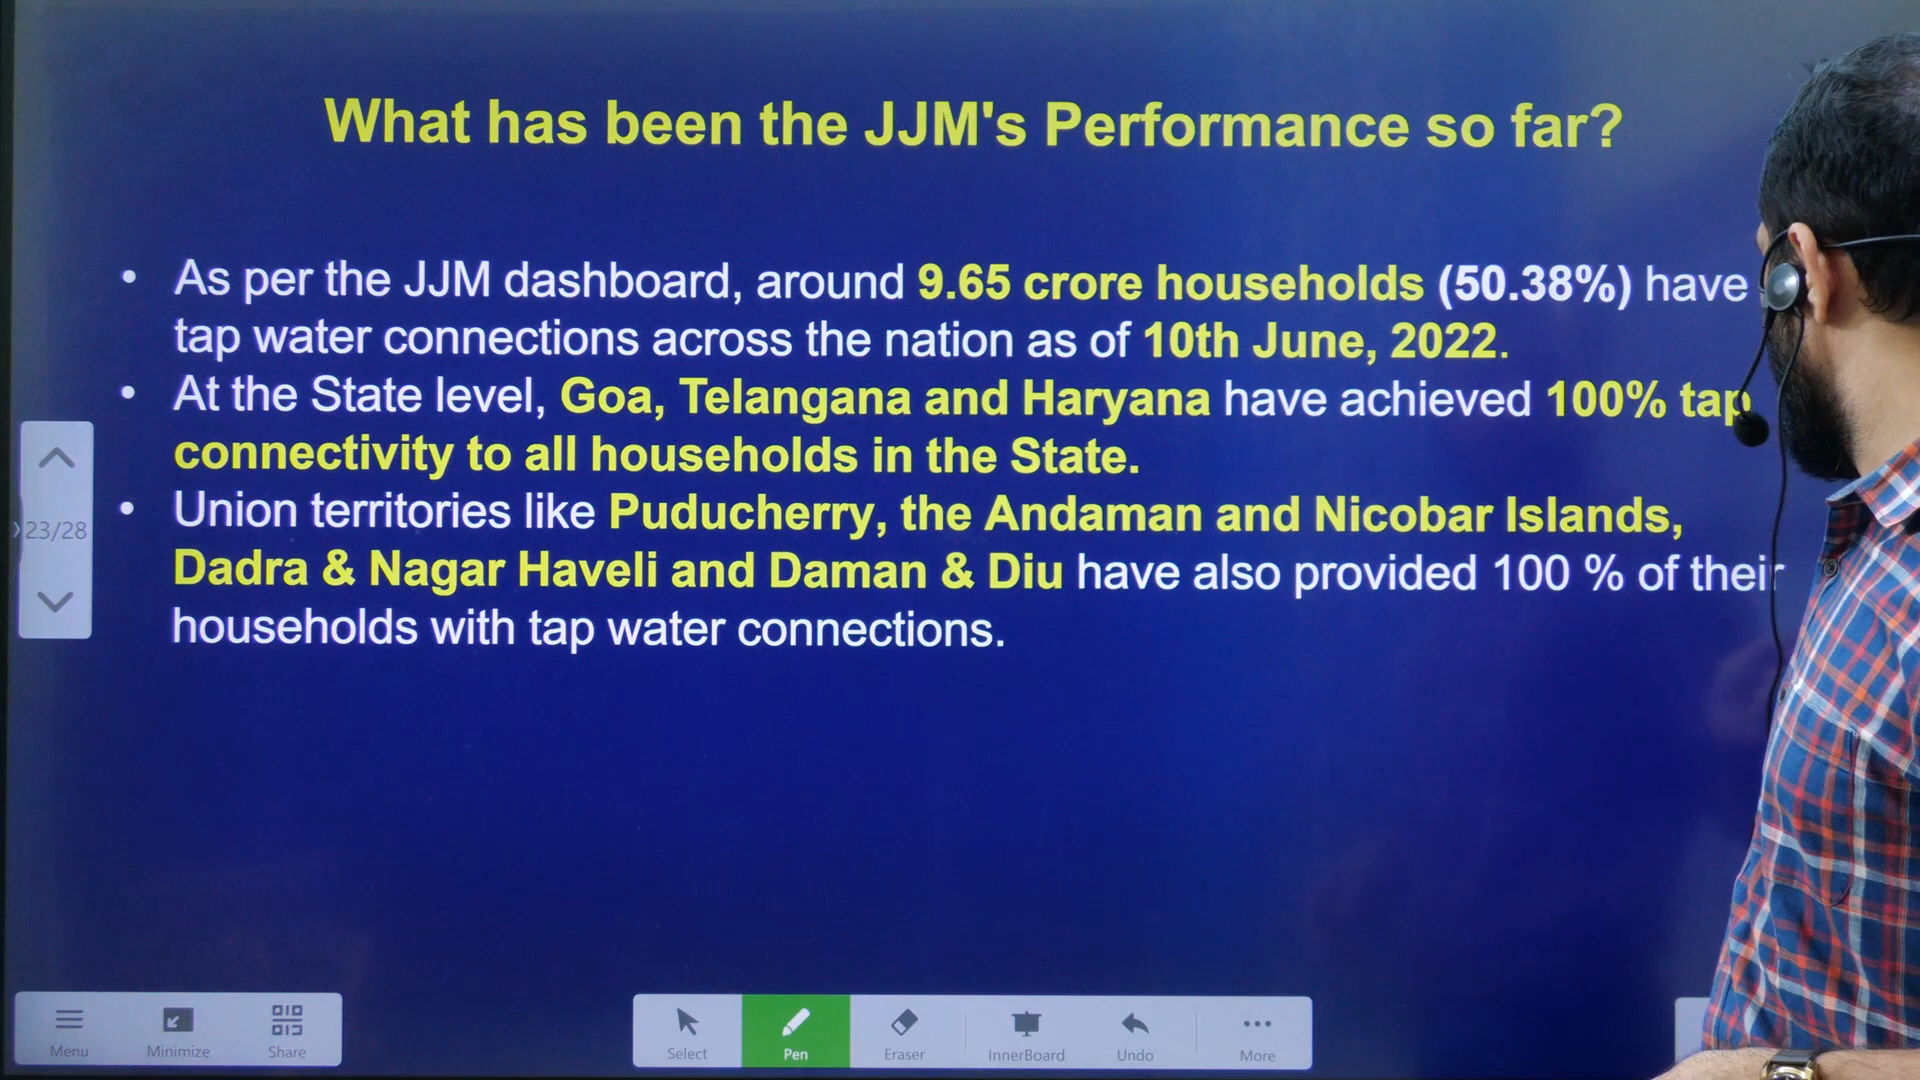 What has been the JJM's Performance so far?
• As per the JJM dashboard, around 9.65 crore households (50.38%) have
tap water connections across the nation as of 10th June, 2022.
• At the State level, Goa, Telangana and Haryana have achieved 100% tap
connectivity to all households in the State.
• Union territories like Puducherry, the Andaman and Nicobar Islands,
Dadra & Nagar Haveli and Daman & Diu have also provided 100 % of their
households with tap water connections.
23/28
Menu Minimize Share
Select Pen Eraser InnerBoard Undo More